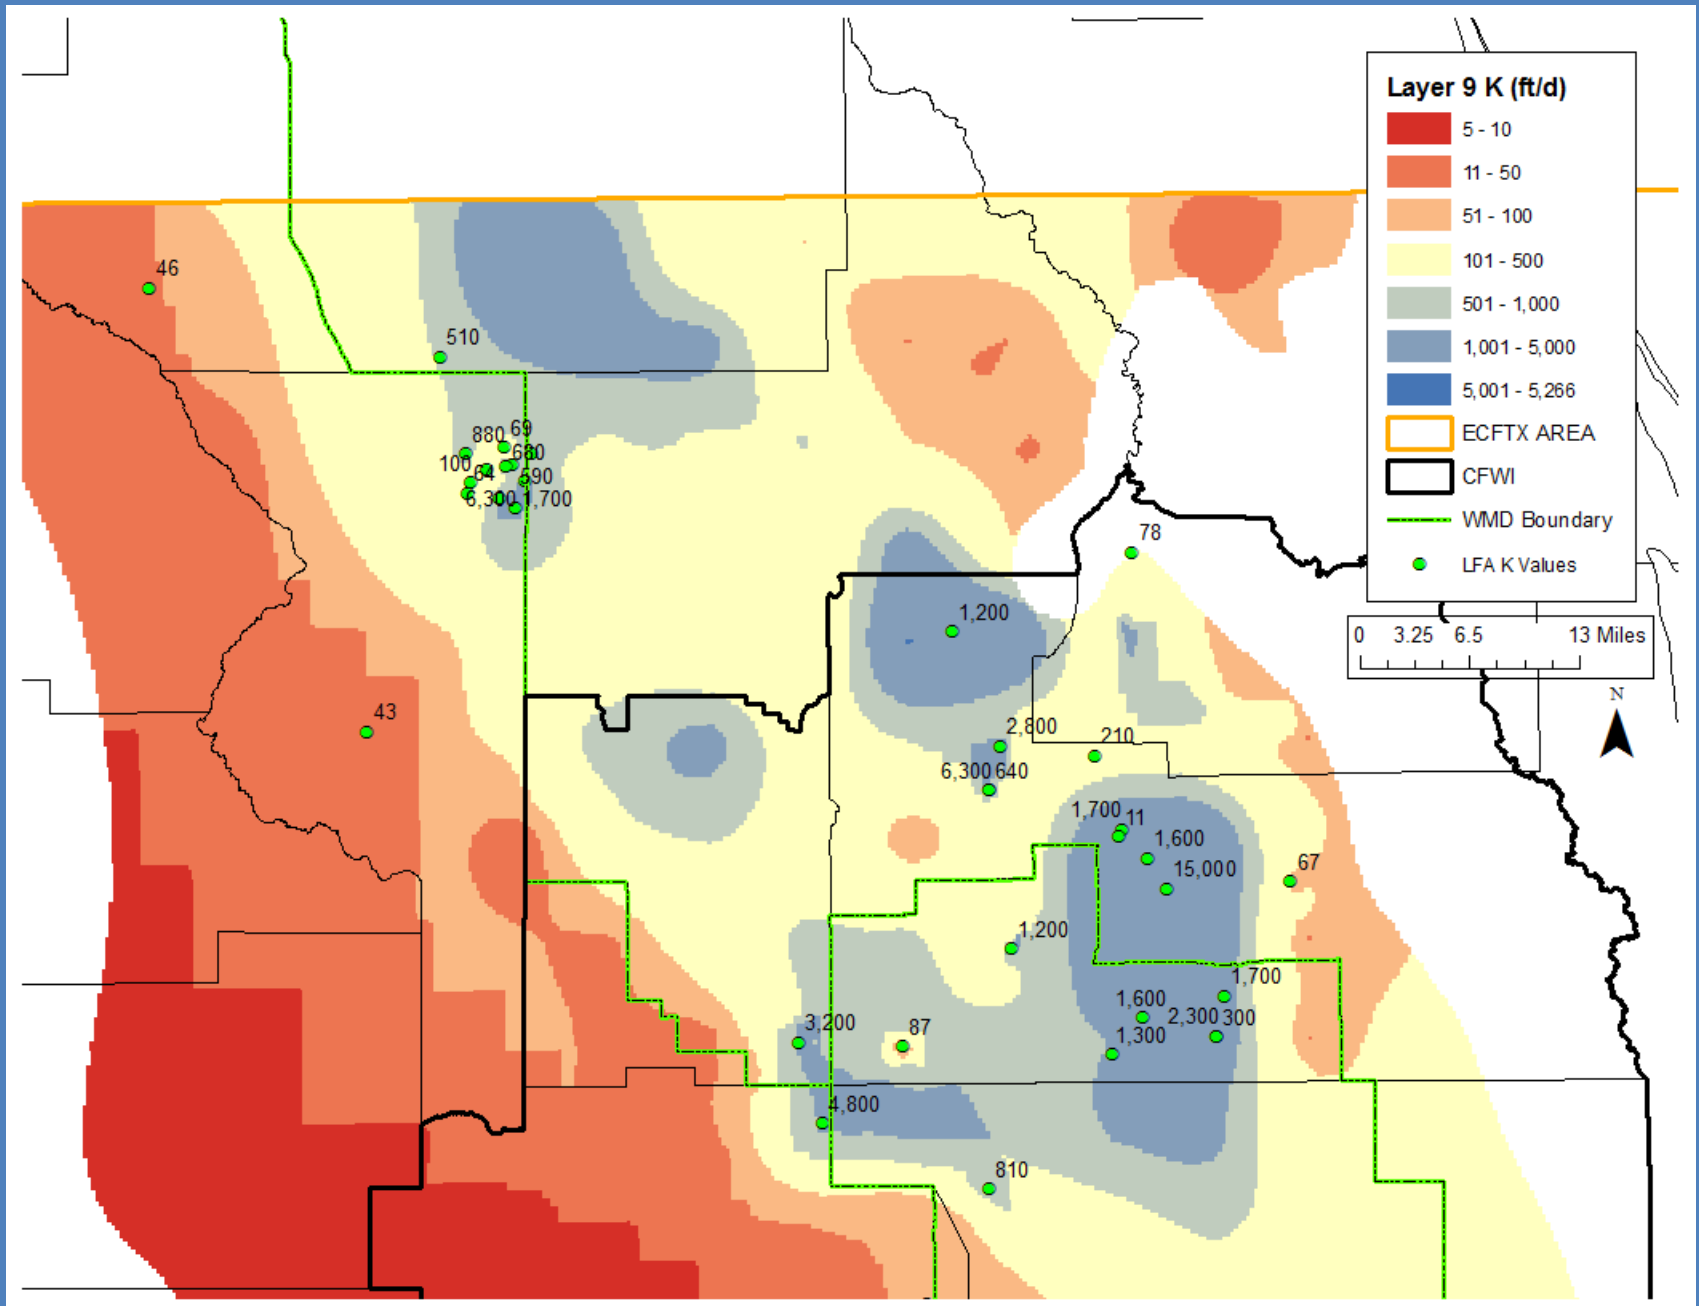 Layer 9 K (ft/d)
5 - 10
11 - 50
51 - 100
101 - 500
501 - 1,000
1,001 - 5,000
5,001 - 5,266
ECFTX AREA
CFWI
WMD Boundary
LFA K Values
0 3.25 6.5 13 Miles
N
46
510
69
880
680
100
64
590
6,300 1,700
78
1,200
43
2,800
210
6,300 640
1,700 11
1,600
15,000
67
1,200
1,700
1,600
2,300 300
3,200
87
1,300
4,800
810